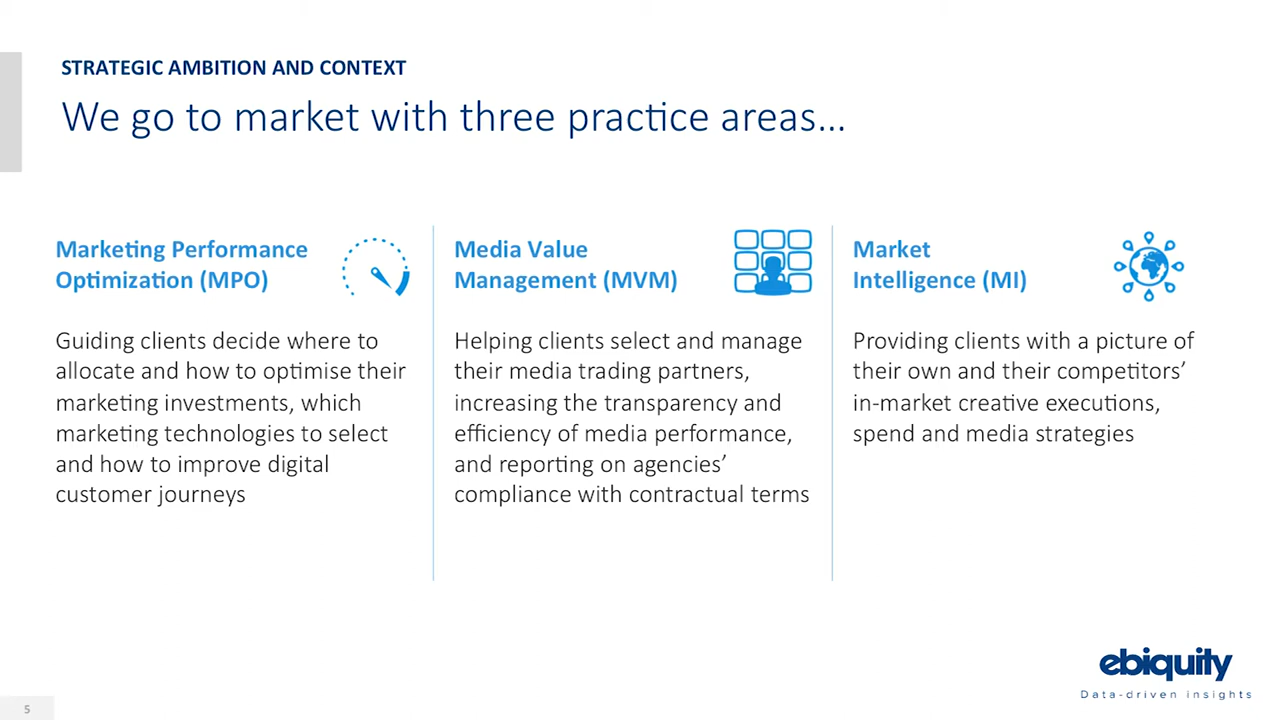 STRATEGIC AMBITION AND CONTEXT
We go to market with three practice areas...
Marketing Performance
Optimization (MPO)
Guiding clients decide where to
allocate and how to optimise their
marketing investments, which
marketing technologies to select
and how to improve digital
customer journeys
Media Value
Management (MVM)
Helping clients select and manage
their media trading partners,
increasing the transparency and
efficiency of media performance,
and reporting on agencies’
compliance with contractual terms
Market
Intelligence (MI)
Providing clients with a picture of
their own and their competitors’
in-market creative executions,
spend and media strategies
ebiquity
Data-driven insights
5